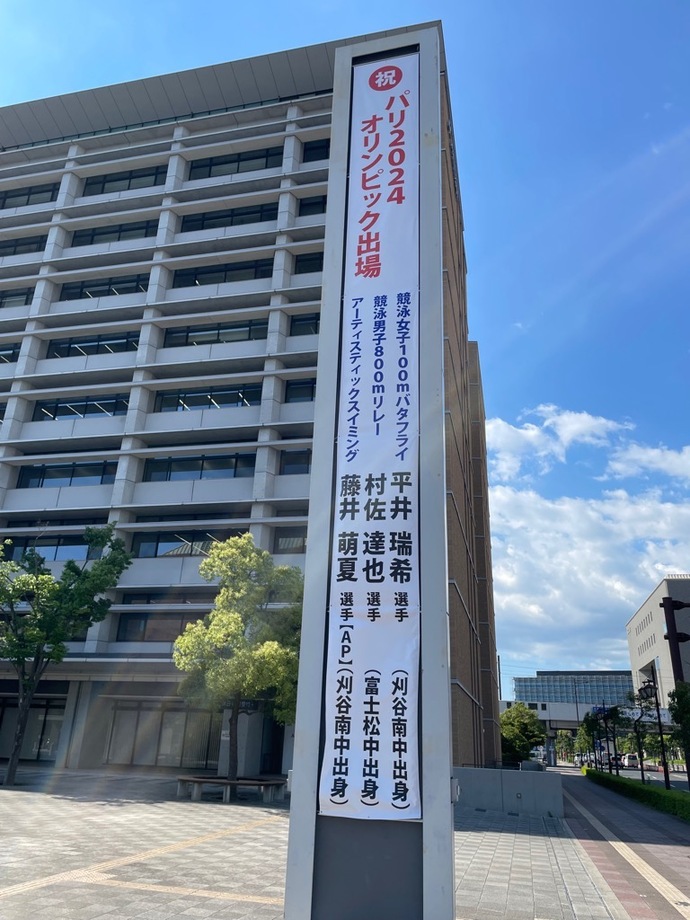 祝
パリ2024
オリンピック出場
競泳女子100mバタフライ 平井 瑞希 選手 (刈谷南中出身)
競泳男子800mリレー 村佐 達也 選手 (富士松中出身)
アーティスティックスイミング 藤井 萌夏 選手【AP】(刈谷南中出身)